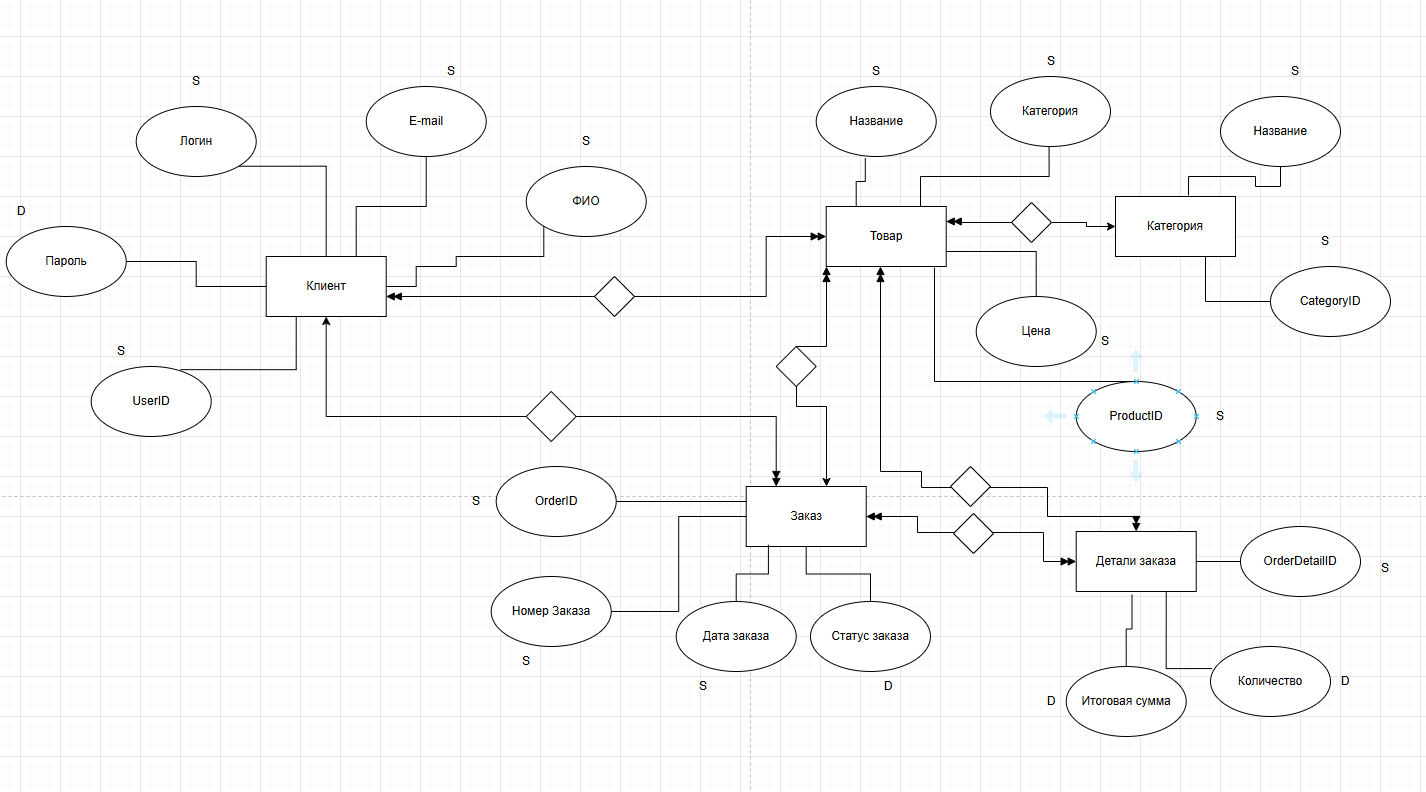 S
S
S
S
S
E-mail
Название
Категория
Название
Логин
S
ФИО
D
Категория
Товар
S
Пароль
Клиент
CategoryID
Цена
S
S
UserID
ProductID
S
S
OrderID
Заказ
Детали заказа
OrderDetailID
S
Номер Заказа
Дата заказа
Статус заказа
S
S
D
Количество
D
D
Итоговая сумма